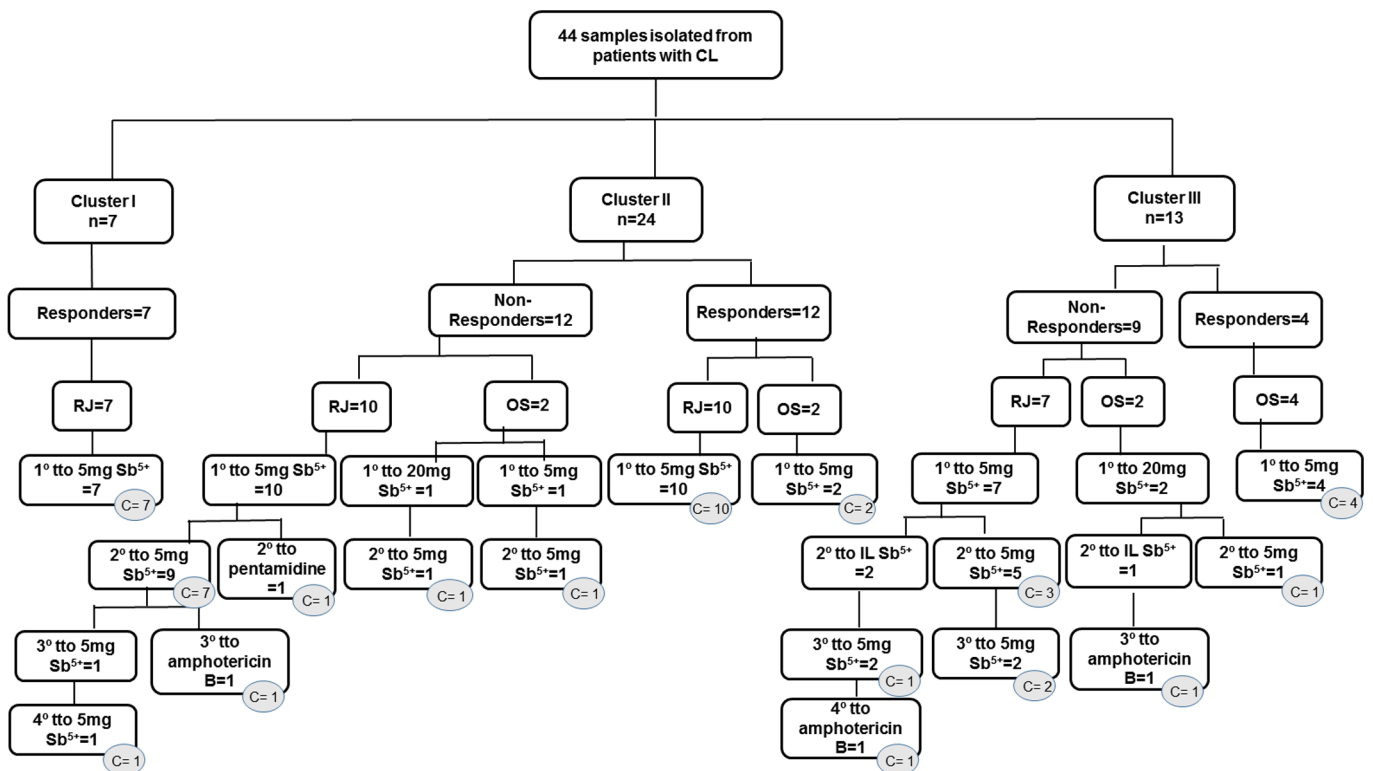 44 samples isolated from
patients with CL
Cluster I
n=7
Cluster II
n=24
Cluster III
n=13
Responders=7
Non-
Responders=12
Responders=12
Non-
Responders=9
Responders=4
RJ=7
RJ=10
OS=2
RJ=10
OS=2
RJ=7
OS=2
OS=4
1º tto 5mg Sb⁵⁺
=7
C= 7
1º tto 5mg Sb⁵⁺
=10
1º tto 20mg
Sb⁵⁺ =1
1º tto 5mg
Sb⁵⁺ =1
1º tto 5mg Sb⁵⁺
=10
C= 10
1º tto 5mg
Sb⁵⁺ =2
C= 2
1º tto 5mg
Sb⁵⁺ =7
1º tto 20mg
Sb⁵⁺=2
1º tto 5mg
Sb⁵⁺=4
C= 4
2º tto 5mg
Sb⁵⁺=9
C= 7
2º tto
pentamidine
=1
C= 1
2º tto 5mg
Sb⁵⁺=1
C= 1
2º tto 5mg
Sb⁵⁺=1
C= 1
2º tto IL Sb⁵⁺
=2
2º tto 5mg
Sb⁵⁺=5
C= 3
2º tto IL Sb⁵⁺
=1
2º tto 5mg
Sb⁵⁺=1
C= 1
3º tto 5mg
Sb⁵⁺=1
3º tto
amphotericin
B=1
C= 1
3º tto 5mg
Sb⁵⁺=2
C= 1
3º tto 5mg
Sb⁵⁺=2
C= 2
3º tto
amphotericin
B=1
C= 1
4º tto 5mg
Sb⁵⁺=1
C= 1
4º tto
amphotericin
B=1
C= 1